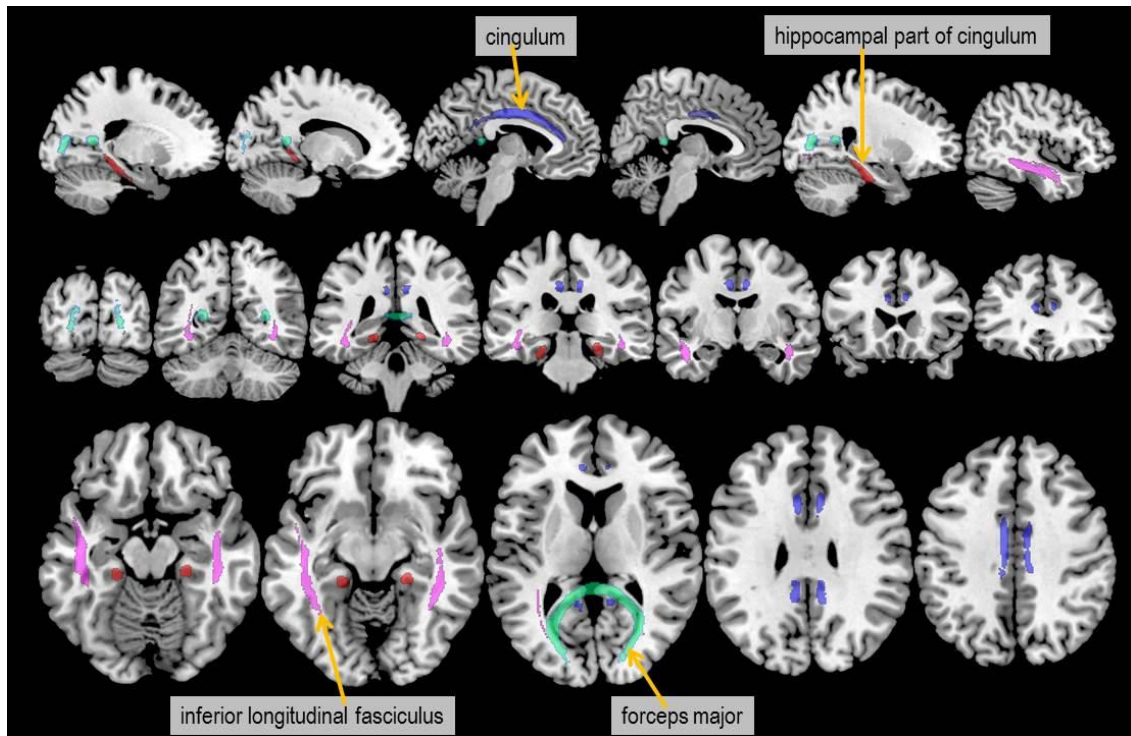 cingulum
hippocampal part of cingulum
inferior longitudinal fasciculus
forceps major